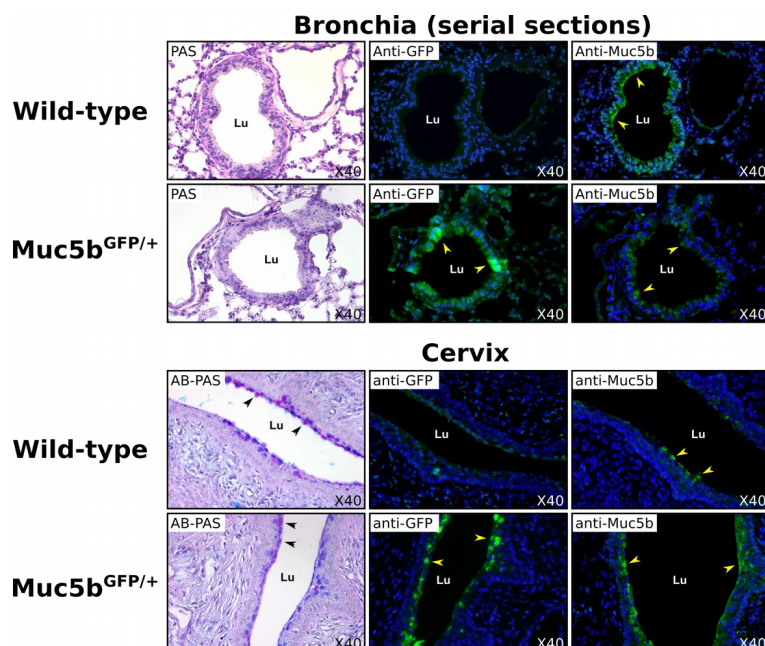 Bronchia (serial sections)
PAS
Anti-GFP
Anti-Muc5b
Wild-type
Lu
Lu
Lu
X40
X40
X40
PAS
Anti-GFP
Anti-Muc5b
Muc5bGFP/+
Lu
Lu
Lu
X40
X40
X40
Cervix
AB-PAS
anti-GFP
anti-Muc5b
Wild-type
Lu
Lu
Lu
X40
X40
X40
AB-PAS
anti-GFP
anti-Muc5b
Muc5bGFP/+
Lu
Lu
Lu
X40
X40
X40